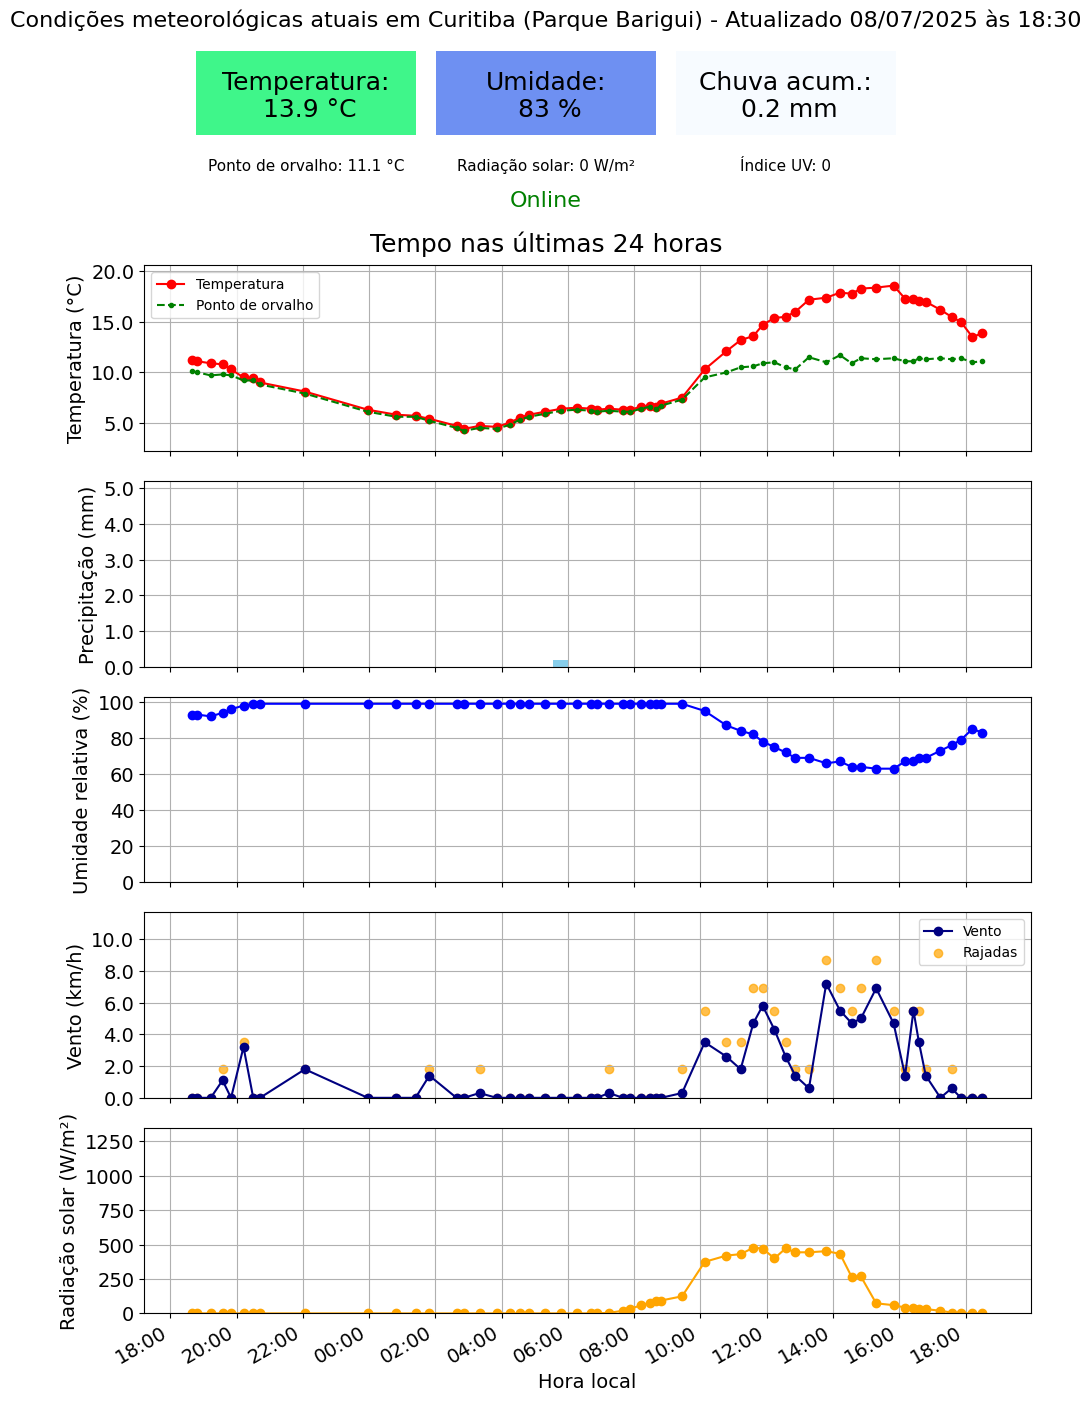 Condições meteorológicas atuais em Curitiba (Parque Barigui) - Atualizado 08/07/2025 às 18:30
Temperatura:
13.9 °C
Umidade:
83 %
Chuva acum.:
0.2 mm
Ponto de orvalho: 11.1 °C
Radiação solar: 0 W/m²
Índice UV: 0
Online
Tempo nas últimas 24 horas
Temperatura (°C)
20.0
15.0
10.0
5.0
Temperatura
Ponto de orvalho
Precipitação (mm)
5.0
4.0
3.0
2.0
1.0
0.0
Umidade relativa (%)
100
80
60
40
20
0
Vento (km/h)
10.0
8.0
6.0
4.0
2.0
0.0
Vento
Rajadas
Radiação solar (W/m²)
1250
1000
750
500
250
0
18:00
20:00
22:00
00:00
02:00
04:00
06:00
08:00
10:00
12:00
14:00
16:00
18:00
Hora local